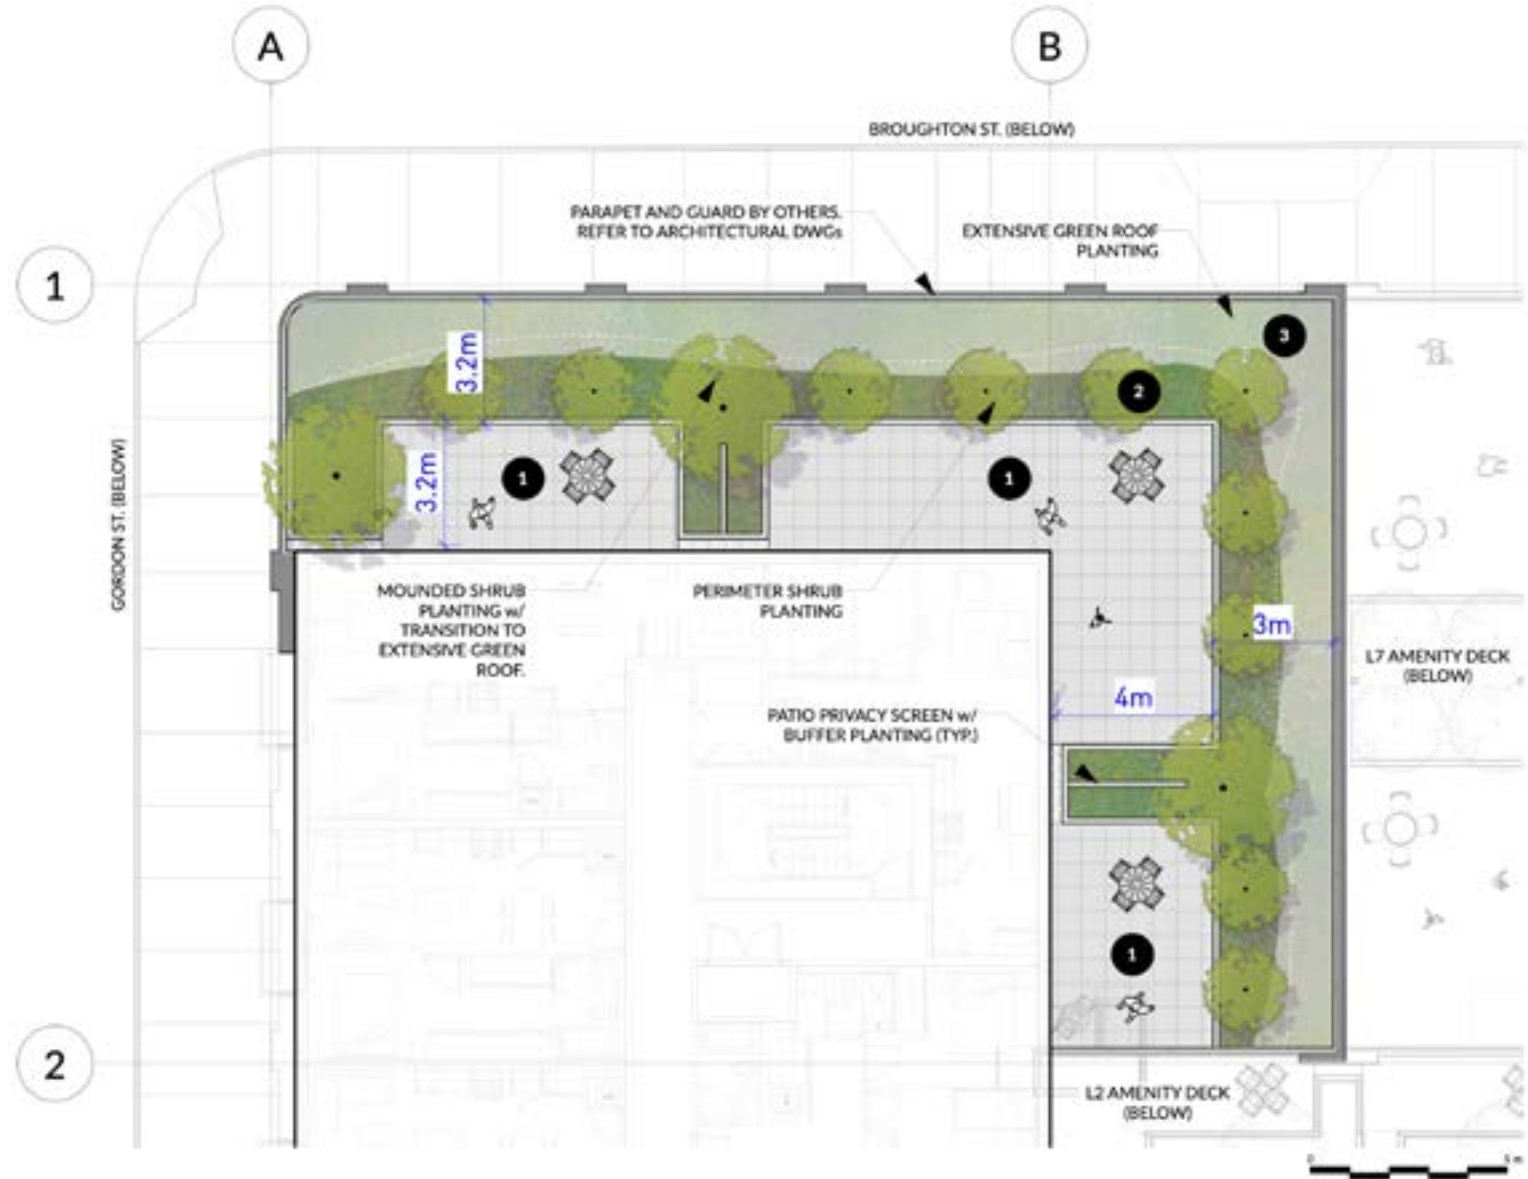 A
B
BROUGHTON ST. (BELOW)
PARAPET AND GUARD BY OTHERS.
REFER TO ARCHITECTURAL DWGs
EXTENSIVE GREEN ROOF
PLANTING
1
3
3.2m
2
GORDON ST. (BELOW)
3.2m
1
1
MOUNDED SHRUB
PLANTING w/
TRANSITION TO
EXTENSIVE GREEN
ROOF.
PERIMETER SHRUB
PLANTING
3m
L7 AMENITY DECK
(BELOW)
4m
PATIO PRIVACY SCREEN w/
BUFFER PLANTING (TYP.)
1
2
L2 AMENITY DECK
(BELOW)
0
5 m